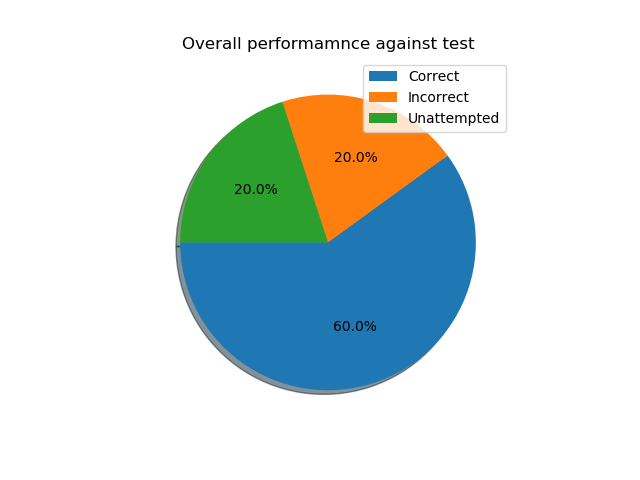 Overall performamnce against test
Correct
Incorrect
Unattempted
20.0%
20.0%
60.0%